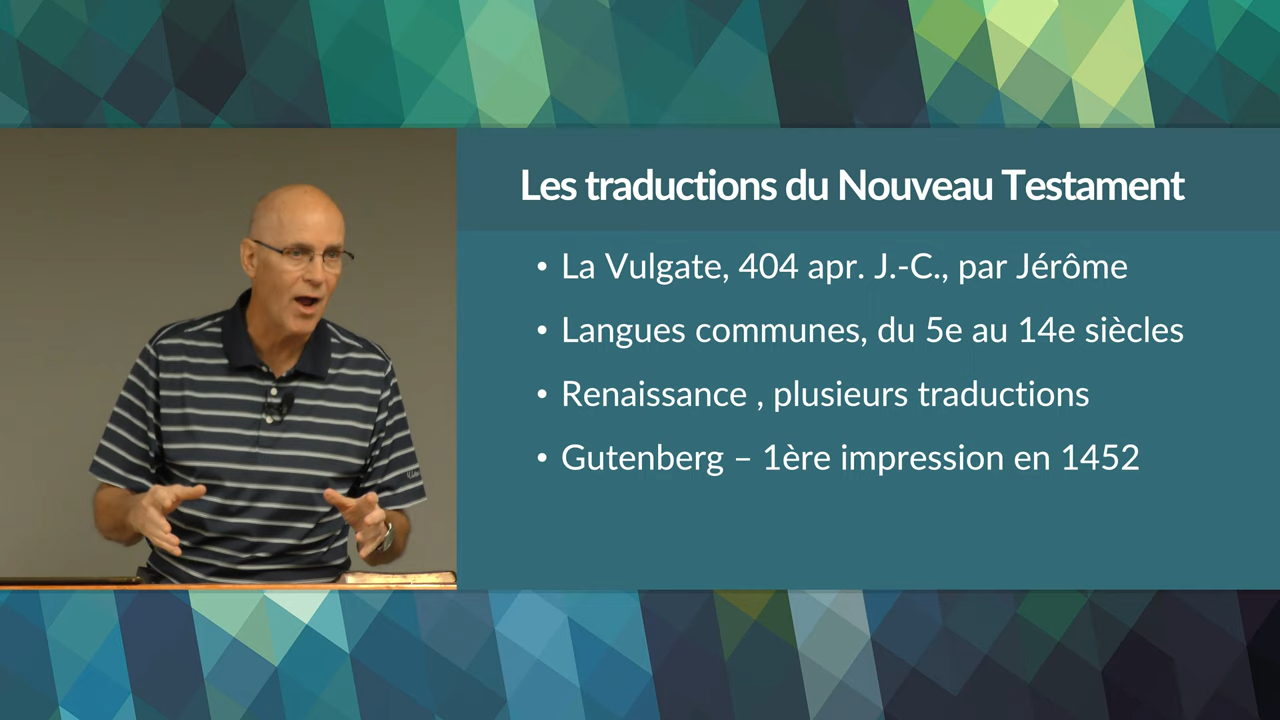 Les traductions du Nouveau Testament
• La Vulgate, 404 apr. J.-C., par Jérôme
• Langues communes, du 5e au 14e siècles
• Renaissance , plusieurs traductions
• Gutenberg – 1ère impression en 1452